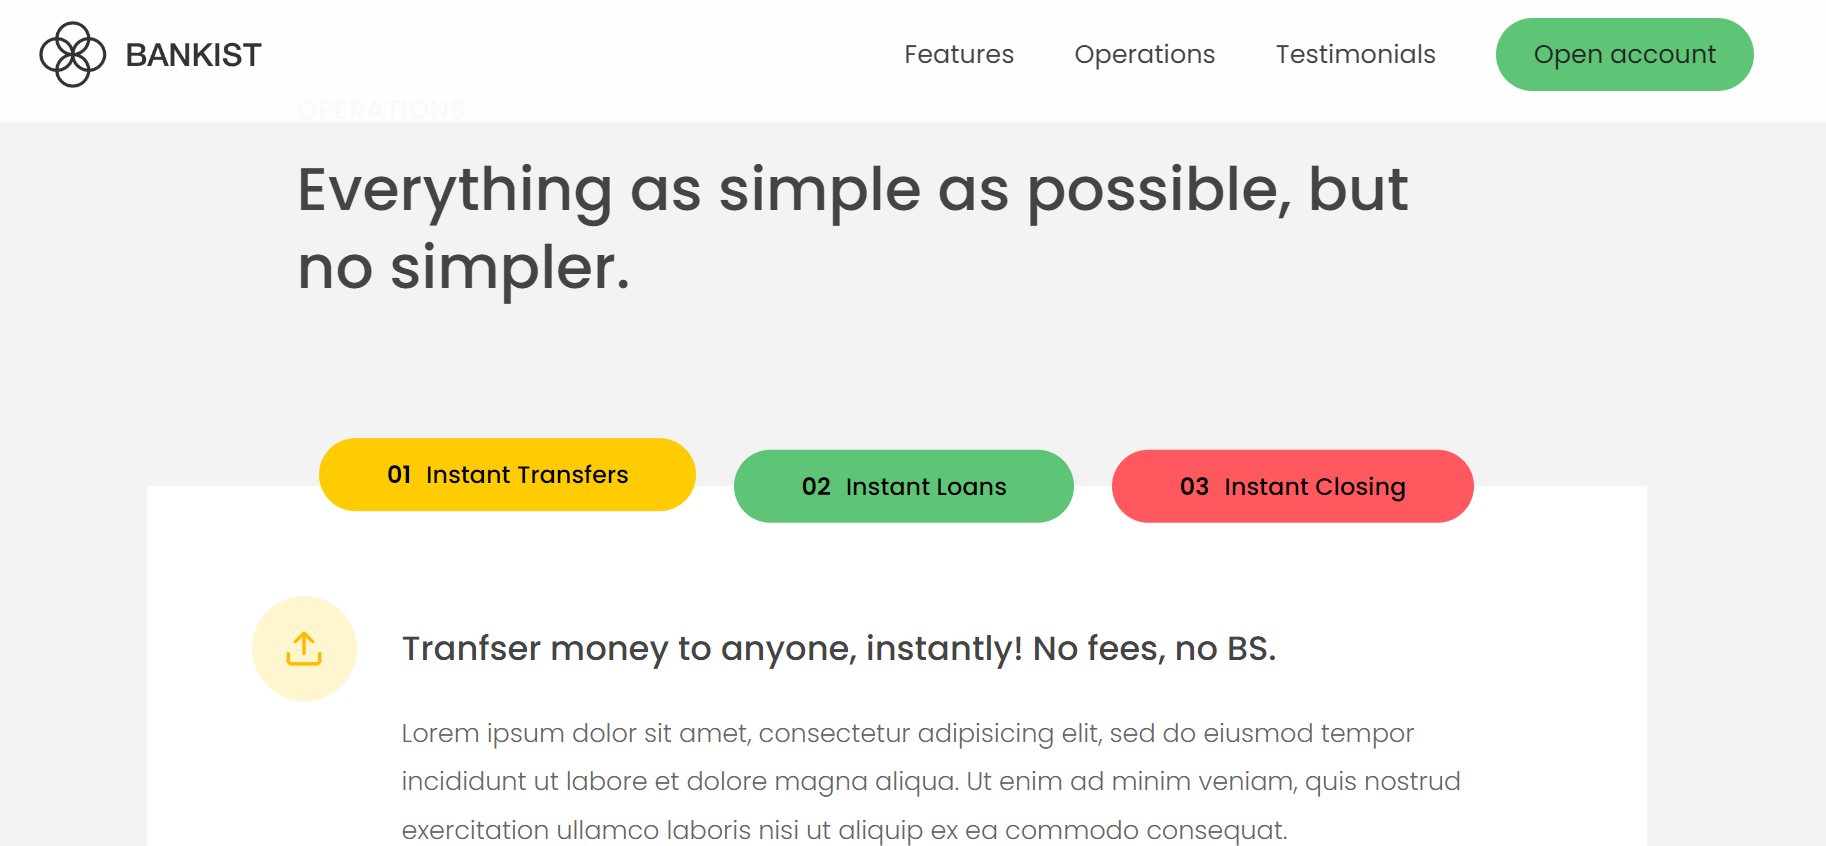 BANKIST
Features
Operations
Testimonials
Open account
OPERATIONS
Everything as simple as possible, but
no simpler.
01 Instant Transfers
02 Instant Loans
03 Instant Closing
Tranfser money to anyone, instantly! No fees, no BS.
Lorem ipsum dolor sit amet, consectetur adipisicing elit, sed do eiusmod tempor
incididunt ut labore et dolore magna aliqua. Ut enim ad minim veniam, quis nostrud
exercitation ullamco laboris nisi ut aliquip ex ea commodo consequat.